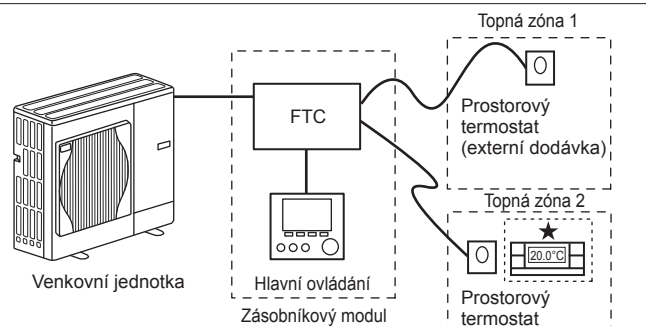 Topná zóna 1
FTC
Prostorový
termostat
(externí dodávka)
Topná zóna 2
20.0°C
Venkovní jednotka
Hlavní ovládání
Zásobníkový modul
Prostorový
termostat